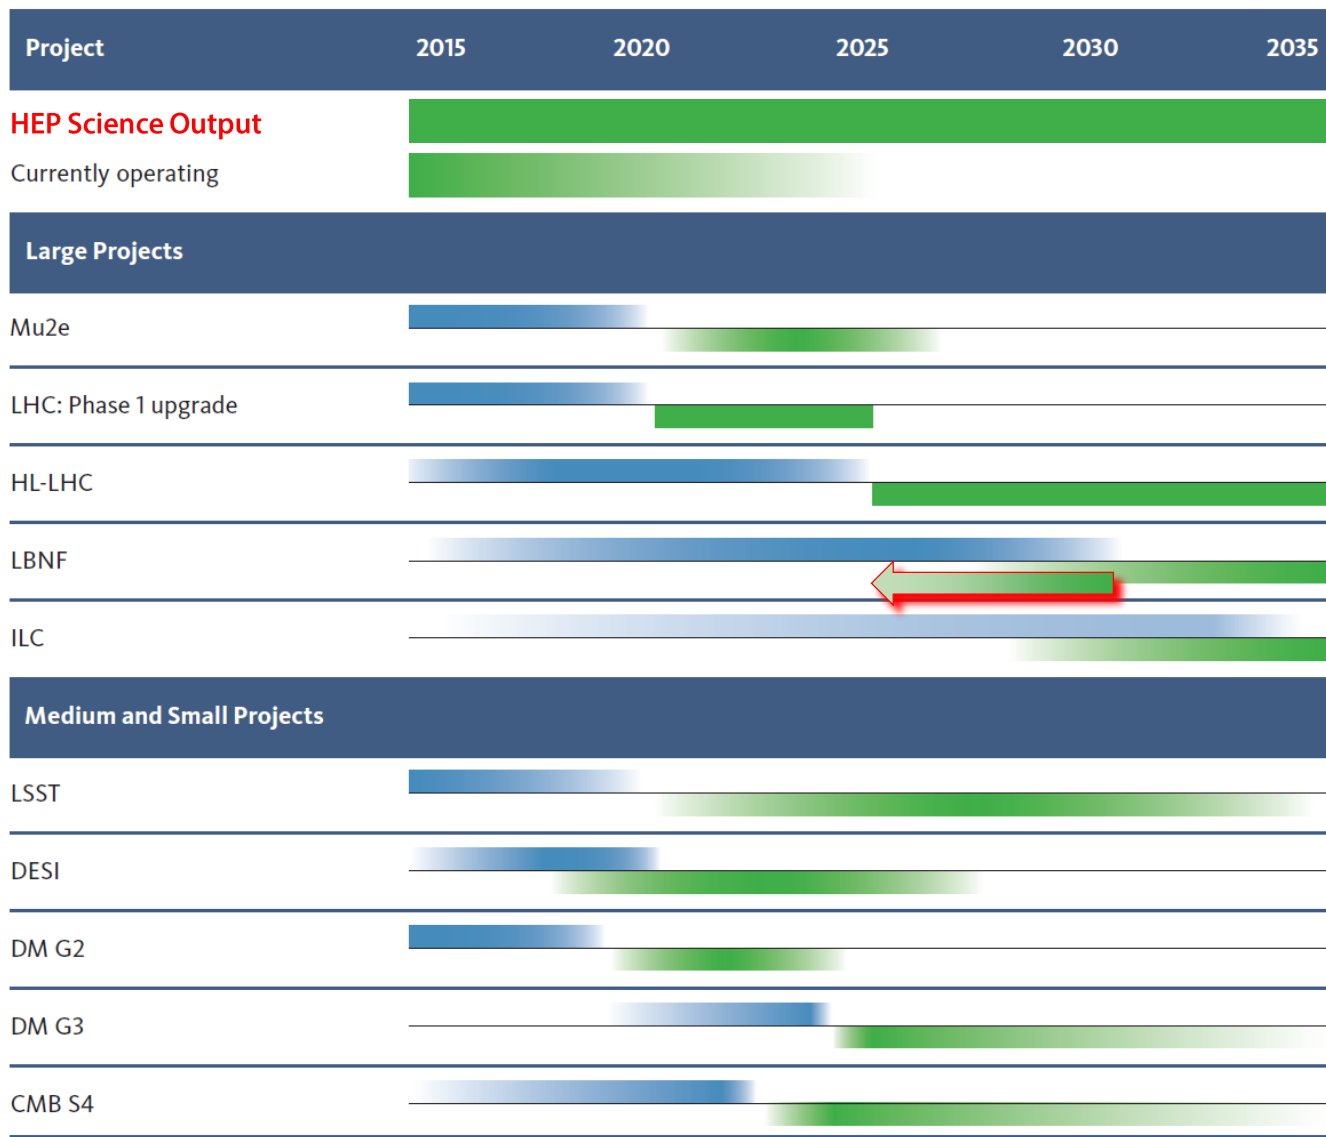 Project 2015 2020 2025 2030 2035
HEP Science Output
Currently operating
Large Projects
Mu2e
LHC: Phase 1 upgrade
HL-LHC
LBNF
ILC
Medium and Small Projects
LSST
DESI
DM G2
DM G3
CMB S4